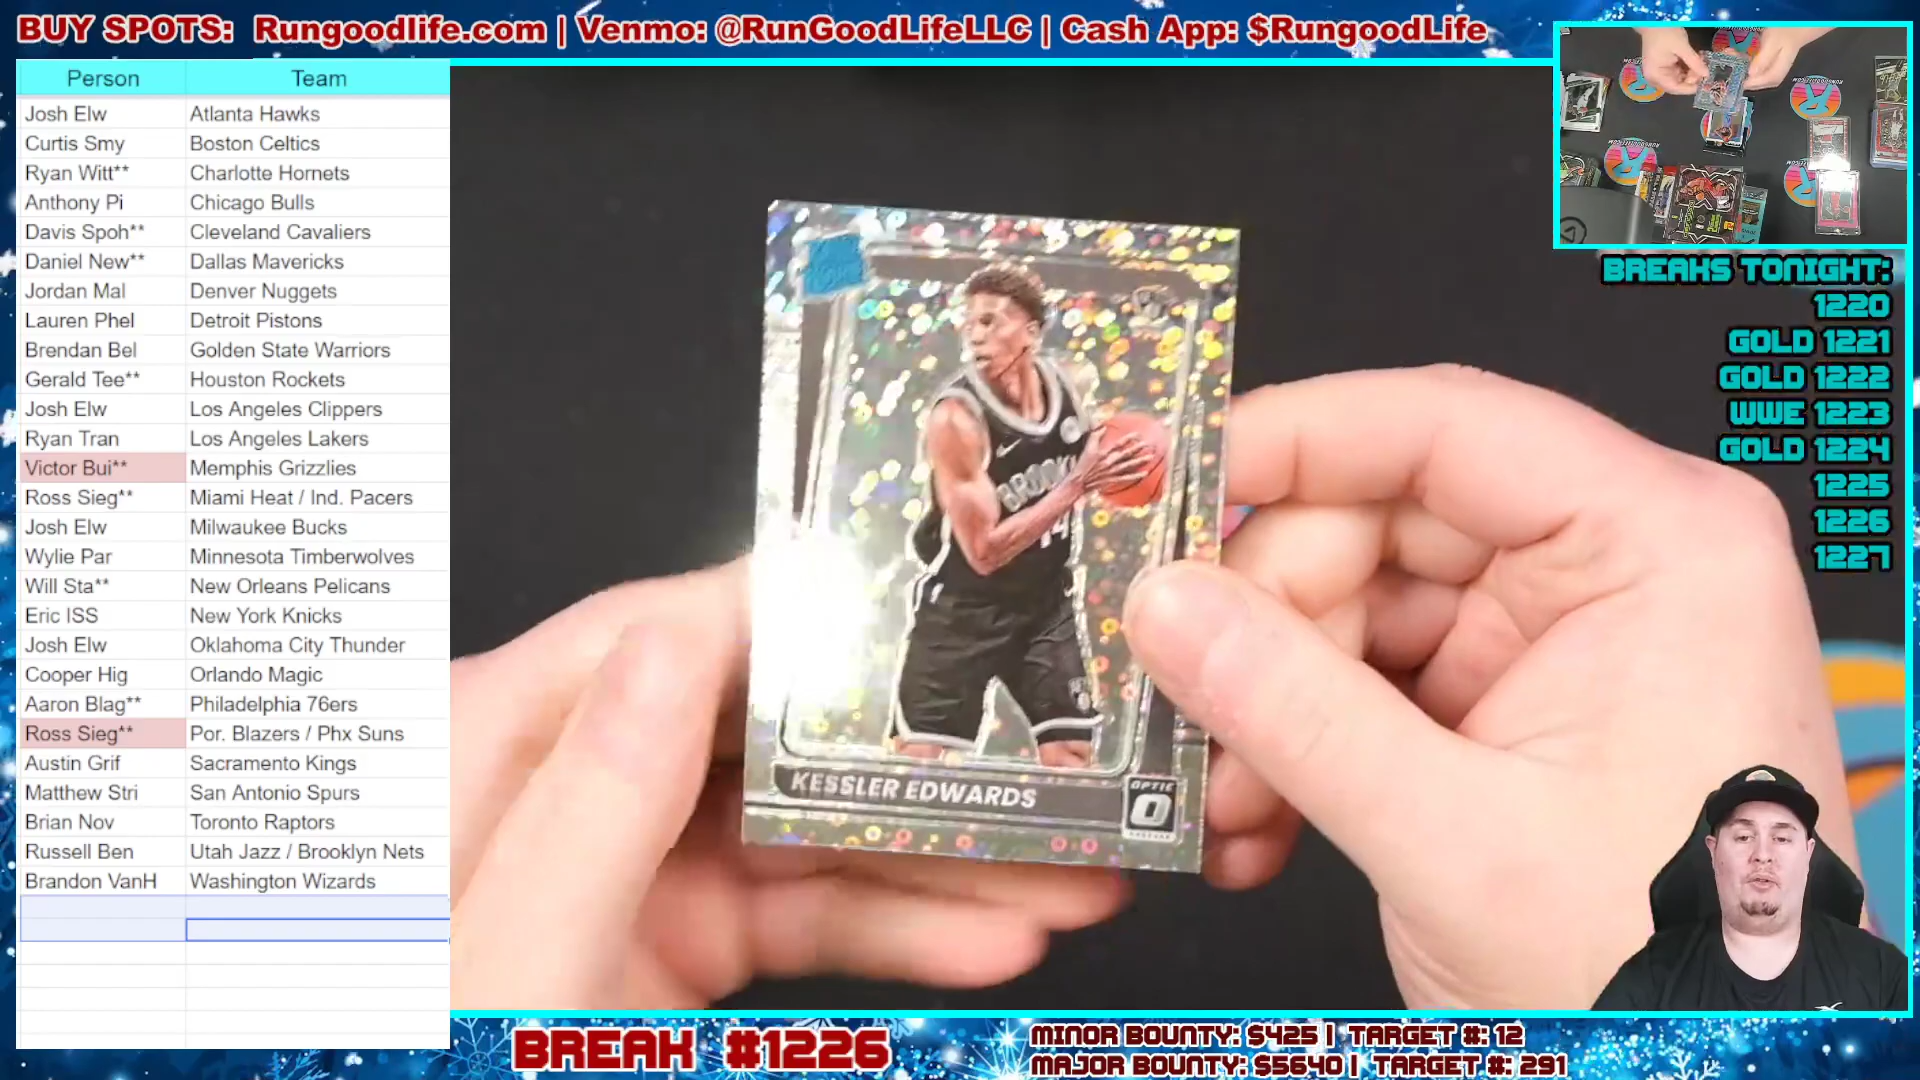 BUY SPOTS: Rungoodlife.com | Venmo: @RunGoodLifeLLC | Cash App: $RungoodLife
Person Team
Josh Elw Atlanta Hawks
Curtis Smy Boston Celtics
Ryan Witt** Charlotte Hornets
Anthony Pi Chicago Bulls
Davis Spoh** Cleveland Cavaliers
Daniel New** Dallas Mavericks
Jordan Mal Denver Nuggets
Lauren Phel Detroit Pistons
Brendan Bel Golden State Warriors
Gerald Tee** Houston Rockets
Josh Elw Los Angeles Clippers
Ryan Tran Los Angeles Lakers
Victor Bui** Memphis Grizzlies
Ross Sieg** Miami Heat / Ind. Pacers
Josh Elw Milwaukee Bucks
Wylie Par Minnesota Timberwolves
Will Sta** New Orleans Pelicans
Eric ISS New York Knicks
Josh Elw Oklahoma City Thunder
Cooper Hig Orlando Magic
Aaron Blag** Philadelphia 76ers
Ross Sieg** Por. Blazers / Phx Suns
Austin Grif Sacramento Kings
Matthew Stri San Antonio Spurs
Brian Nov Toronto Raptors
Russell Ben Utah Jazz / Brooklyn Nets
Brandon VanH Washington Wizards
BROOK
14
KESSLER EDWARDS
OPTIC
BREAKS TONIGHT:
1220
GOLD 1221
GOLD 1222
WWE 1223
GOLD 1224
1225
1226
1227
BREAK #1226
MINOR BOUNTY: $425 | TARGET #: 12
MAJOR BOUNTY: $5640 | TARGET #: 291